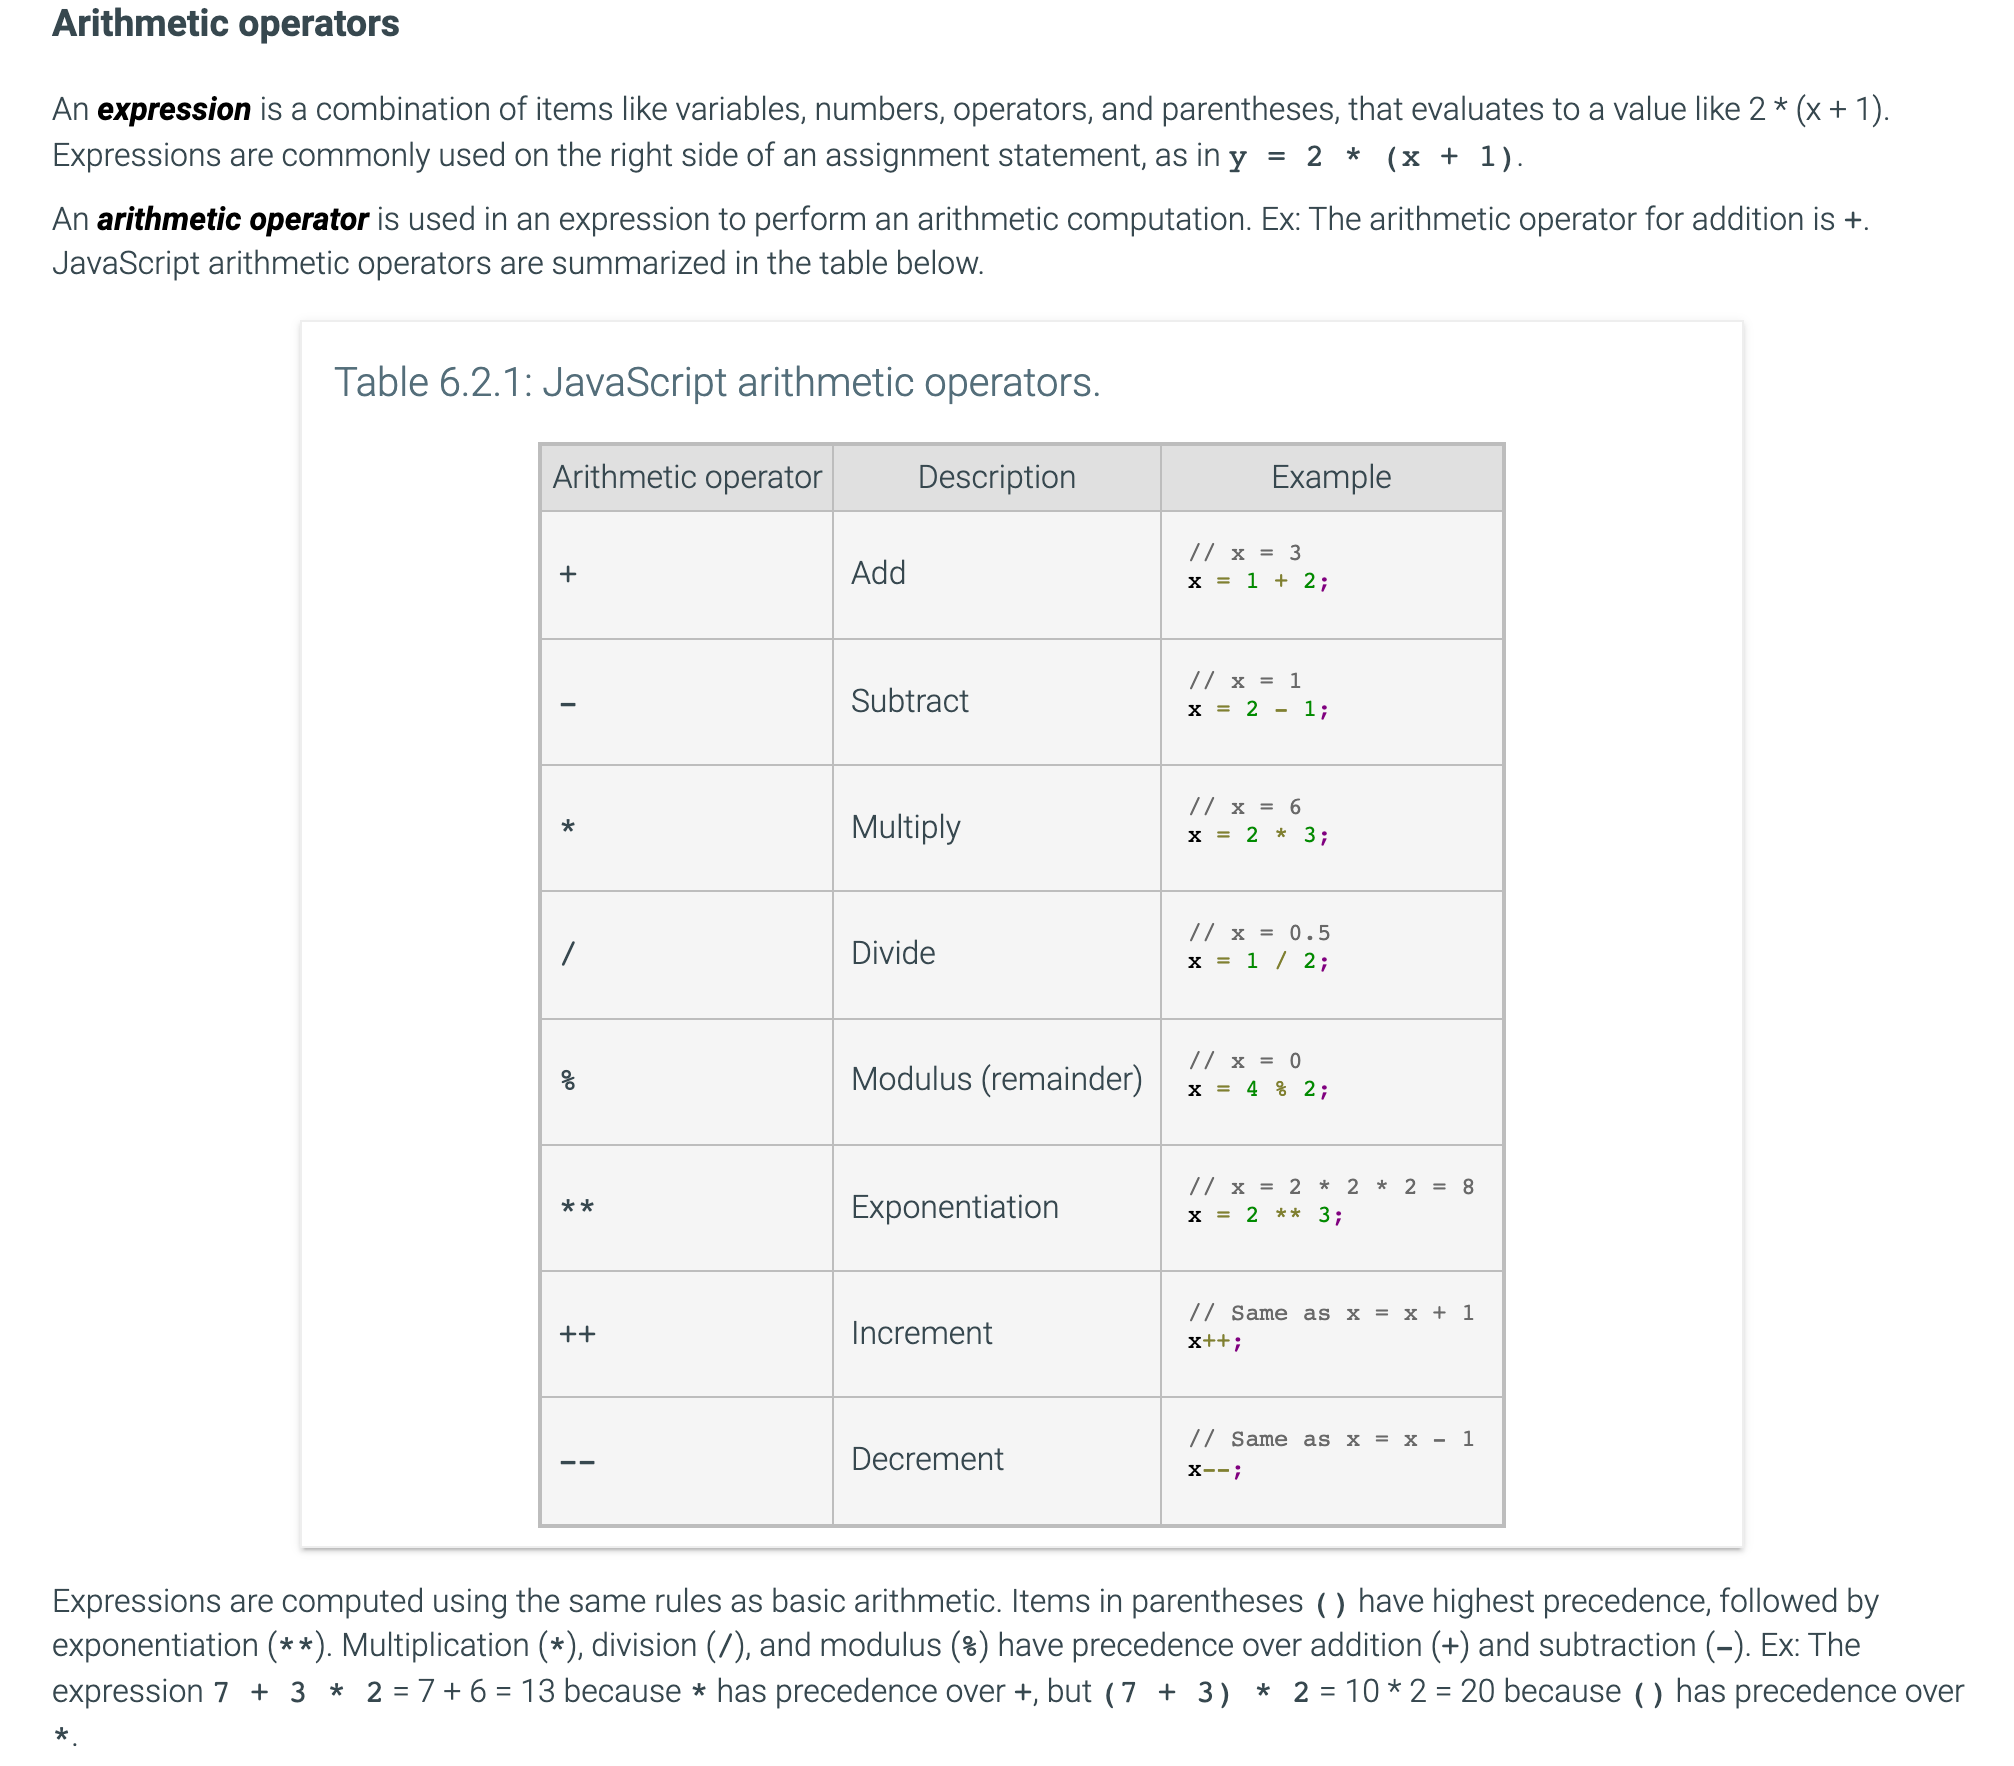 Arithmetic operators
An expression is a combination of items like variables, numbers, operators, and parentheses, that evaluates to a value like 2 * (x + 1).
Expressions are commonly used on the right side of an assignment statement, as in y = 2 * (x + 1).
An arithmetic operator is used in an expression to perform an arithmetic computation. Ex: The arithmetic operator for addition is +.
JavaScript arithmetic operators are summarized in the table below.
Table 6.2.1: JavaScript arithmetic operators.
Arithmetic operator Description Example
+ Add // x = 3
x = 1 + 2;
- Subtract // x = 1
x = 2 - 1;
* Multiply // x = 6
x = 2 * 3;
/ Divide // x = 0.5
x = 1 / 2;
% Modulus (remainder) // x = 0
x = 4 % 2;
** Exponentiation // x = 2 * 2 * 2 = 8
x = 2 ** 3;
++ Increment // Same as x = x + 1
x++;
-- Decrement // Same as x = x - 1
x--;
Expressions are computed using the same rules as basic arithmetic. Items in parentheses () have highest precedence, followed by
exponentiation (**). Multiplication (*), division (/), and modulus (%) have precedence over addition (+) and subtraction (-). Ex: The
expression 7 + 3 * 2 = 7 + 6 = 13 because * has precedence over +, but (7 + 3) * 2 = 10 * 2 = 20 because () has precedence over
*.